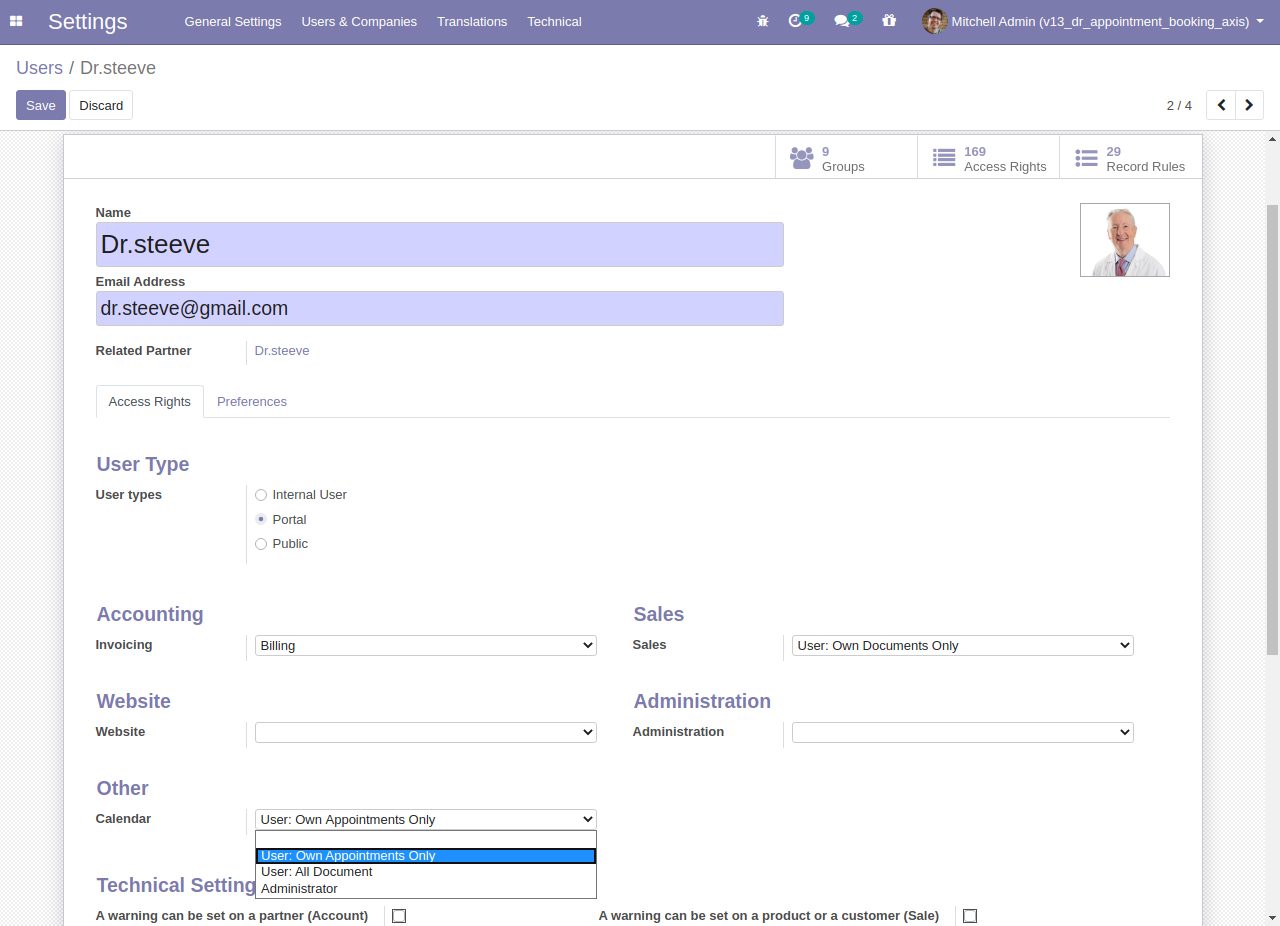 Settings General Settings Users & Companies Translations Technical 9 2 Mitchell Admin (v13_dr_appointment_booking_axis)
Users / Dr.steeve
Save Discard 2 / 4
9 Groups
169 Access Rights
29 Record Rules
Name
Dr.steeve
Email Address
dr.steeve@gmail.com
Related Partner Dr.steeve
Access Rights Preferences
User Type
User types Internal User
Portal
Public
Accounting Sales
Invoicing Billing Sales User: Own Documents Only
Website Administration
Website Administration
Other
Calendar User: Own Appointments Only
User: Own Appointments Only
User: All Document
Administrator
Technical Setting
A warning can be set on a partner (Account) A warning can be set on a product or a customer (Sale)